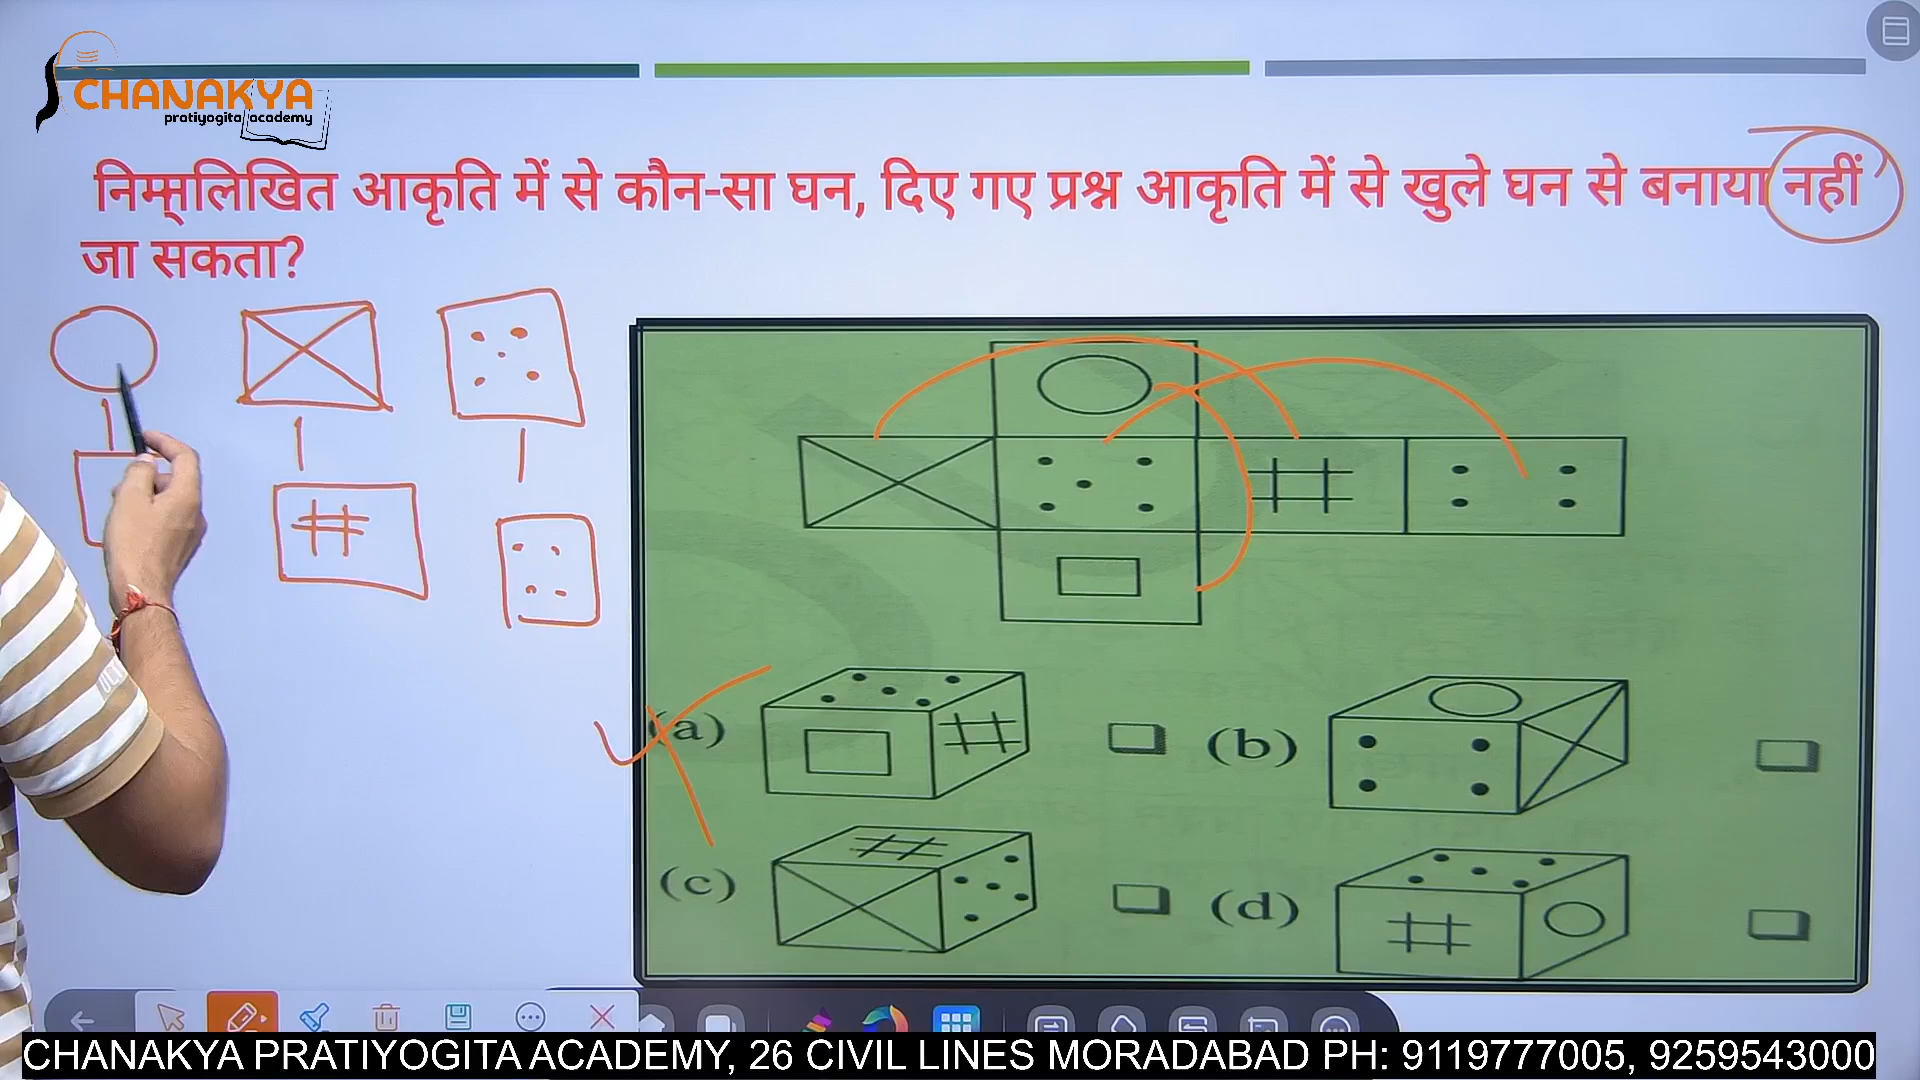 CHANAKYA
pratiyogita academy
निम्नलिखित आकृति में से कौन-सा घन, दिए गए प्रश्न आकृति में से खुले घन से बनाया नहीं
जा सकता?
(a)
(b)
(c)
(d)
CHANAKYA PRATIYOGITA ACADEMY, 26 CIVIL LINES MORADABAD PH: 9119777005, 9259543000